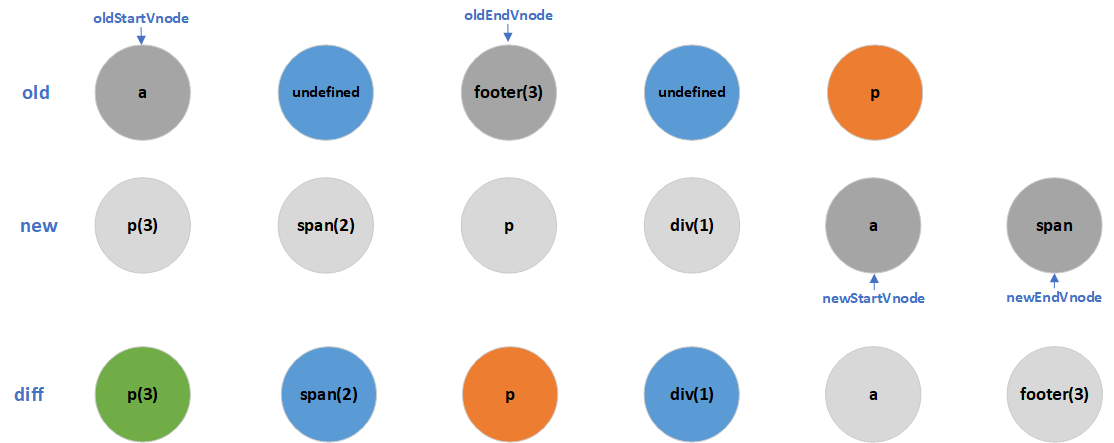 oldStartVnode oldEndVnode
old a undefined footer(3) undefined p
new p(3) span(2) p div(1) a span
newStartVnode newEndVnode
diff p(3) span(2) p div(1) a footer(3)